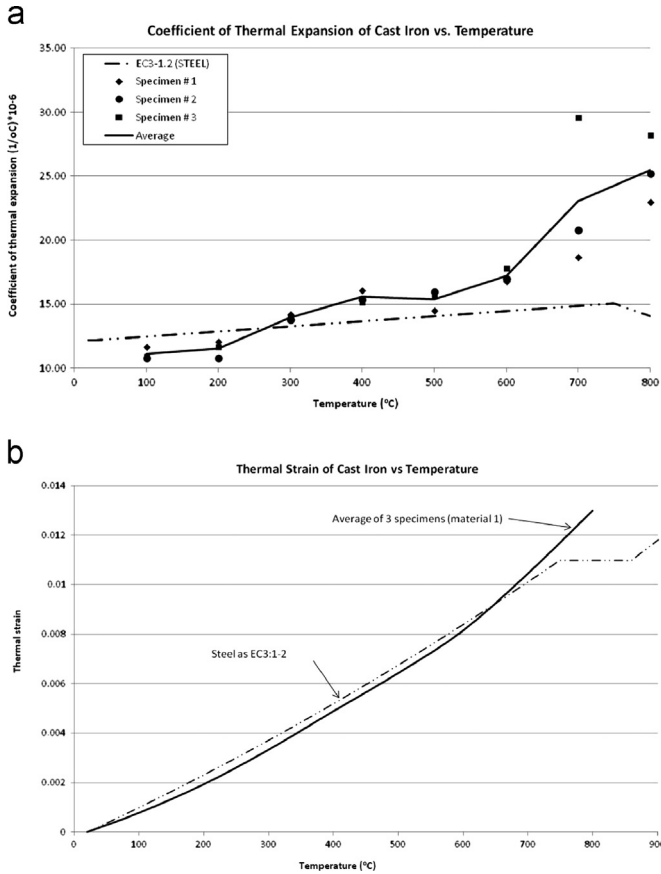 a
Coefficient of Thermal Expansion of Cast Iron vs. Temperature
35.00
30.00
25.00
20.00
15.00
10.00
Coefficient of thermal expansion (1/oC)*10-6
EC3-1.2 (STEEL)
Specimen # 1
Specimen # 2
Specimen # 3
Average
100 200 300 400 500 600 700 800
Temperature (°C)
b
Thermal Strain of Cast Iron vs Temperature
0.014
0.012
0.01
0.008
0.006
0.004
0.002
0
Thermal strain
Average of 3 specimens (material 1)
Steel as EC3:1-2
0 100 200 300 400 500 600 700 800 900
Temperature (°C)